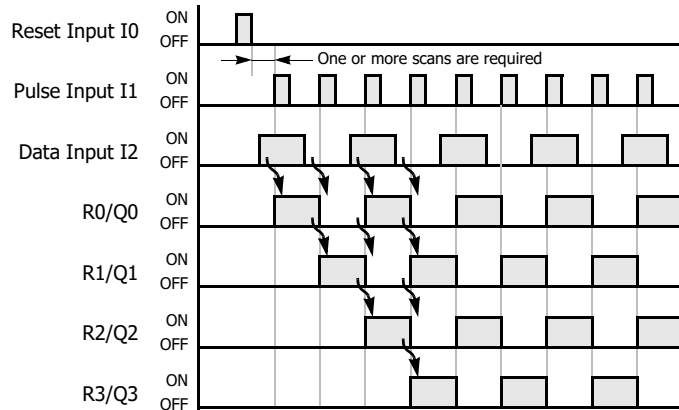 Reset Input I0
ON
OFF
One or more scans are required
Pulse Input I1
ON
OFF
Data Input I2
ON
OFF
R0/Q0
ON
OFF
R1/Q1
ON
OFF
R2/Q2
ON
OFF
R3/Q3
ON
OFF